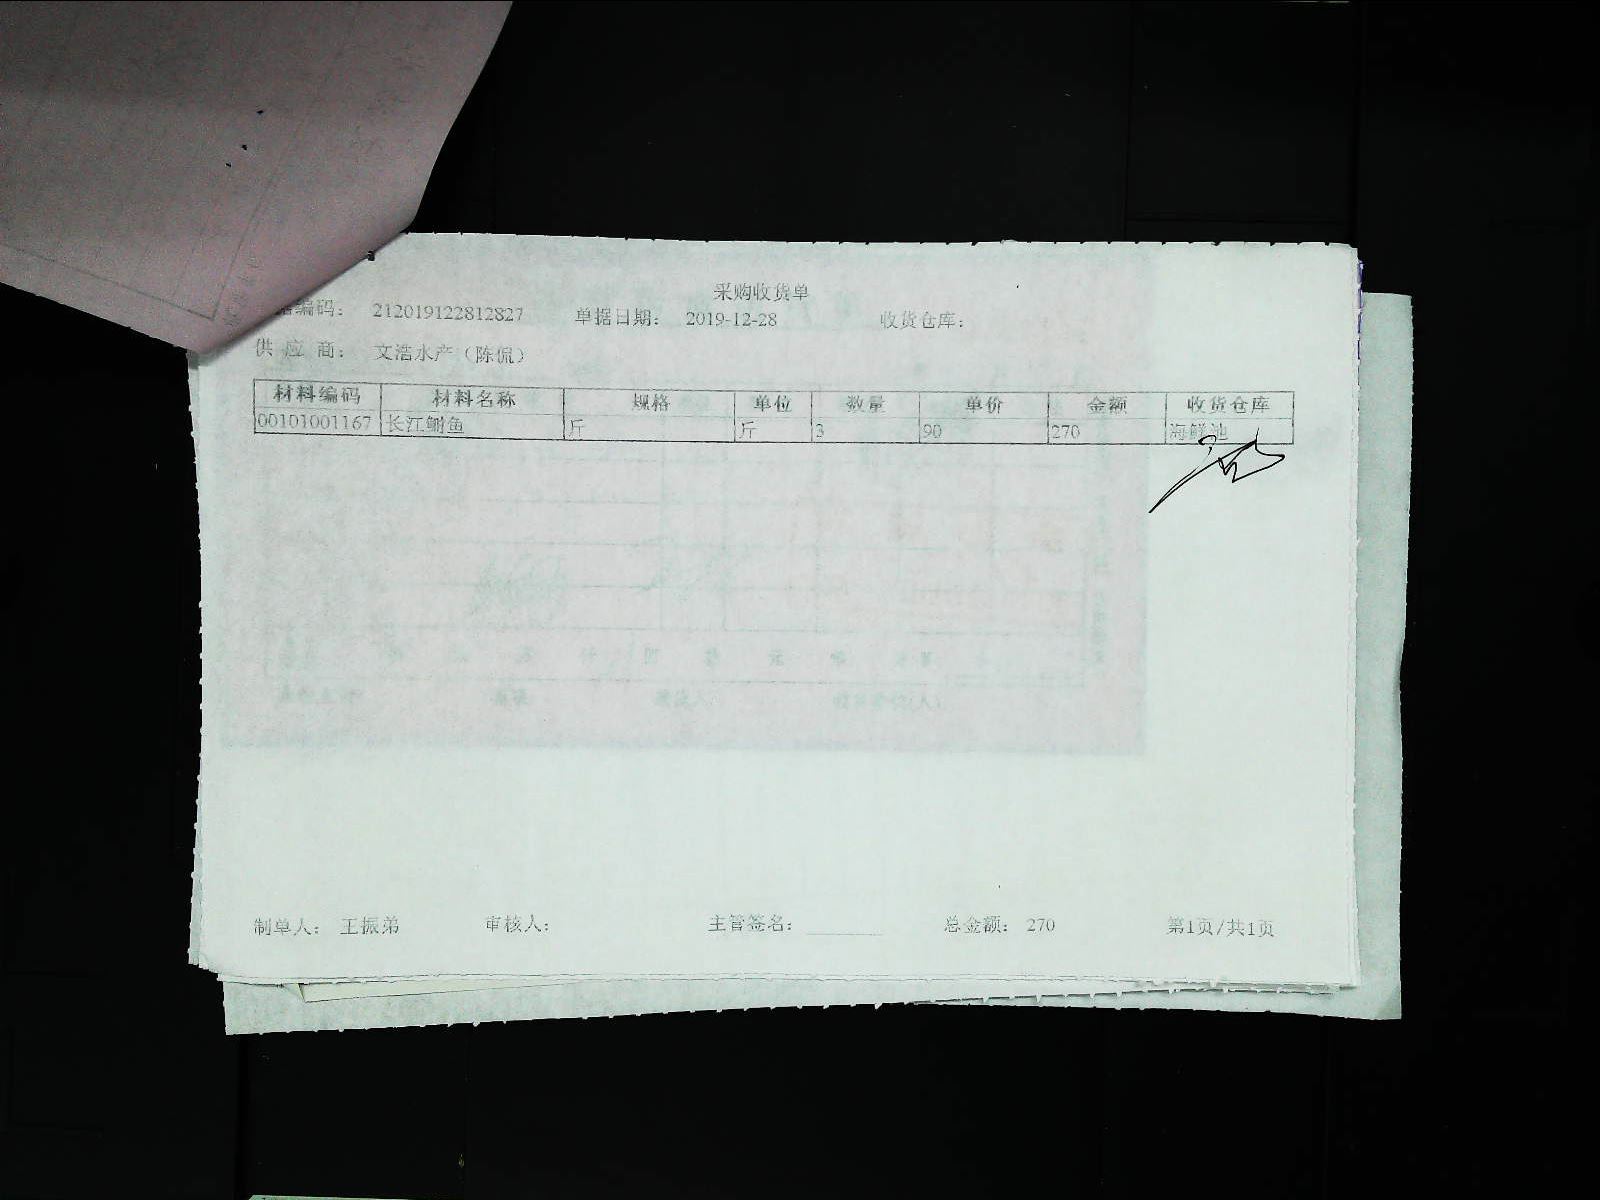 采购收货单
编码： 212019122812827 单据日期： 2019-12-28 收货仓库：
供 应 商： 文浩水产（陈侃）
材料编码 材料名称 规格 单位 数量 单价 金额 收货仓库
00101001167 长江鮰鱼 斤 斤 3 90 270 海鲜池
制单人： 王振弟 审核人： 主管签名： 总金额： 270 第1页/共1页